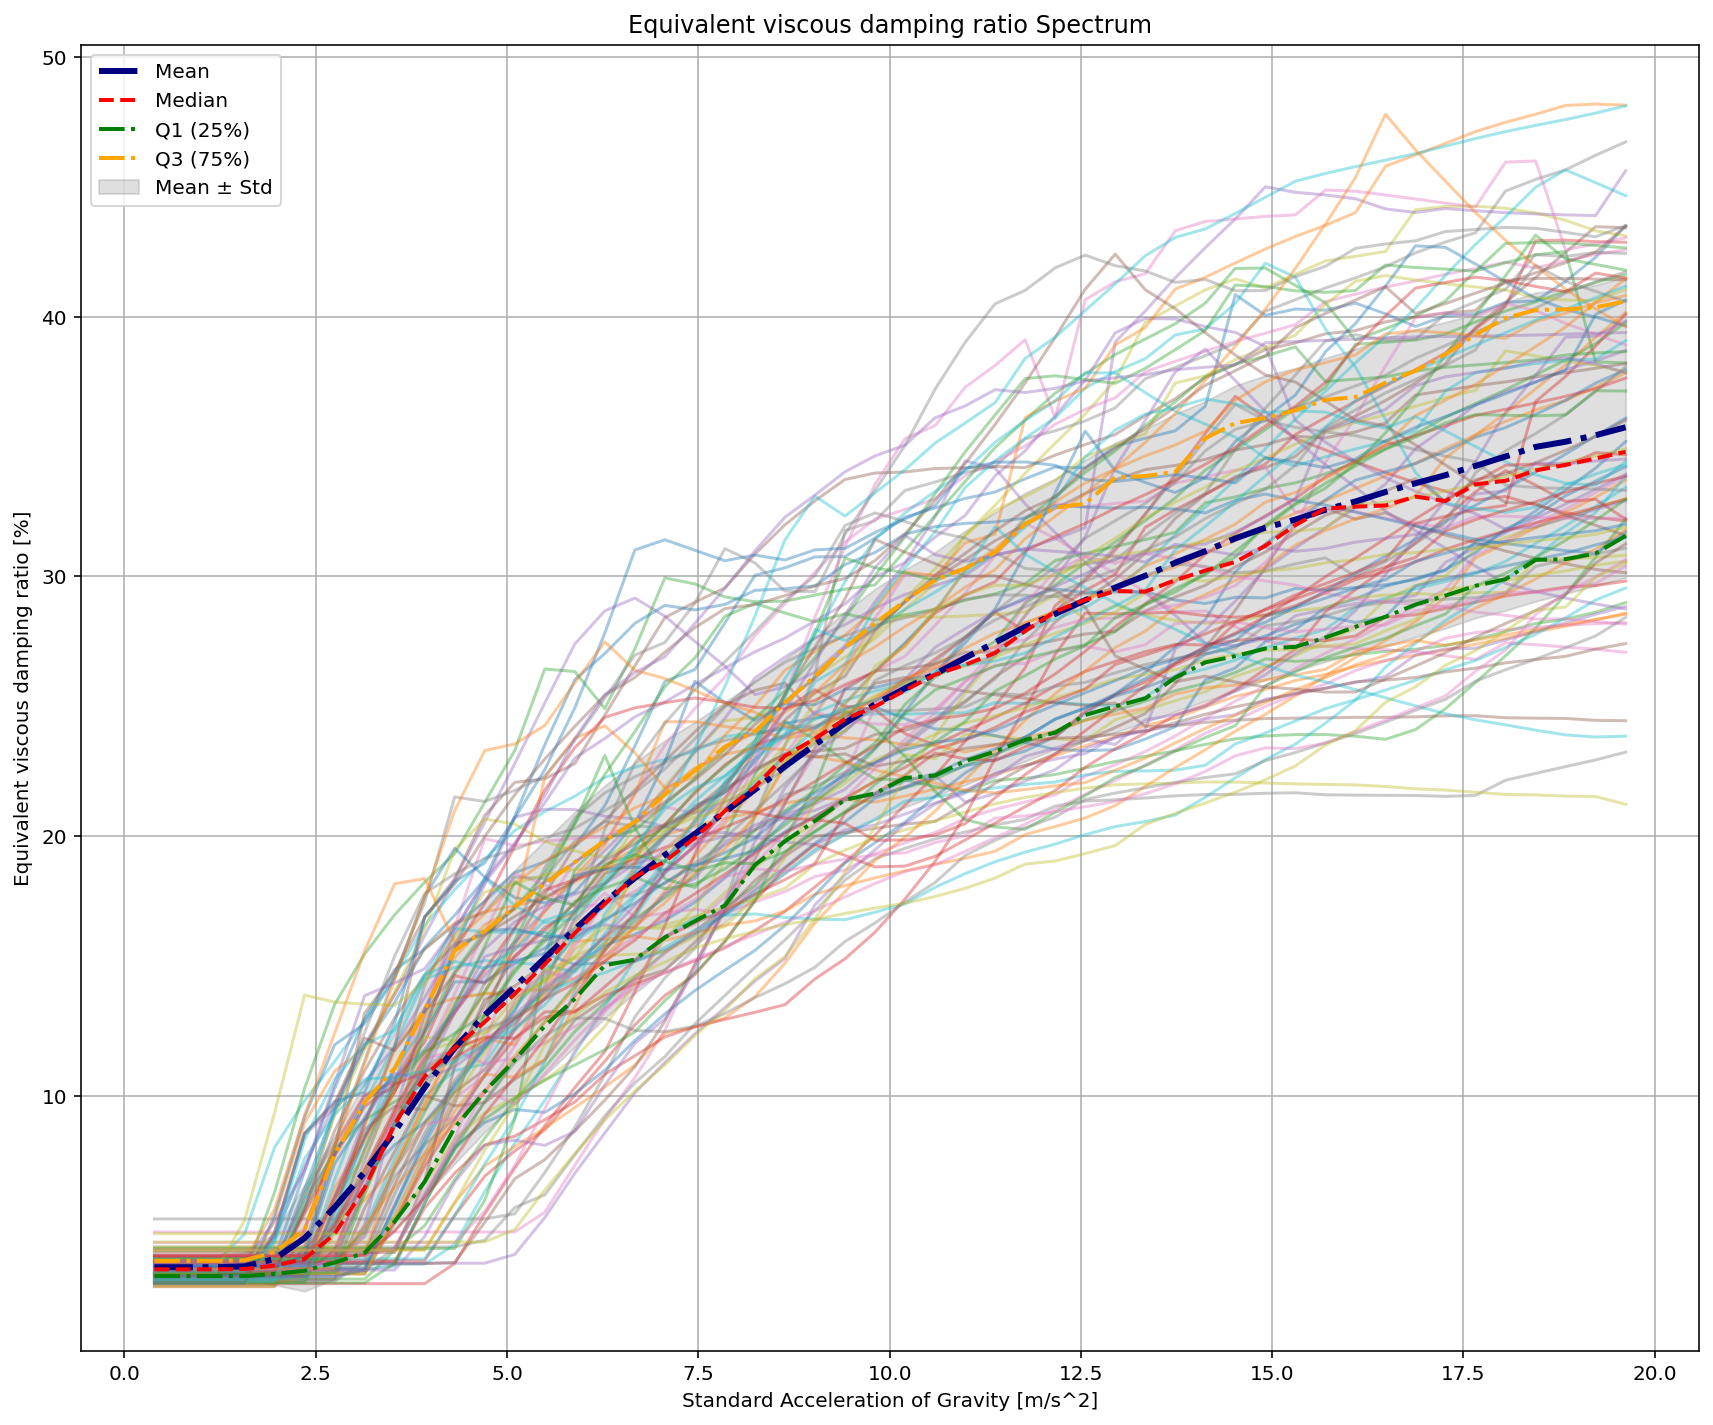 Equivalent viscous damping ratio Spectrum
Mean
Median
Q1 (25%)
Q3 (75%)
Mean ± Std
Equivalent viscous damping ratio [%]
50
40
30
20
10
0.0 2.5 5.0 7.5 10.0 12.5 15.0 17.5 20.0
Standard Acceleration of Gravity [m/s^2]